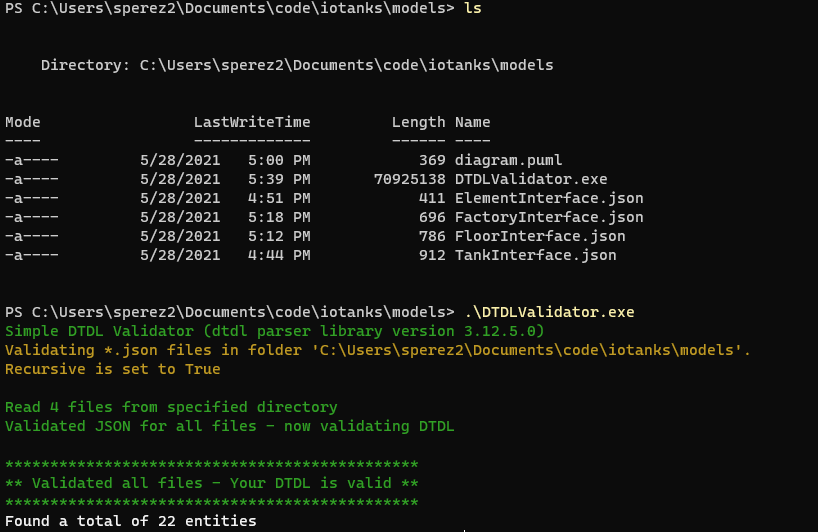 PS C:\Users\sperez2\Documents\code\iotanks\models> ls
Directory: C:\Users\sperez2\Documents\code\iotanks\models
Mode LastWriteTime Length Name
---- ------------- ------ ----
-a---- 5/28/2021 5:00 PM 369 diagram.puml
-a---- 5/28/2021 5:39 PM 70925138 DTDLValidator.exe
-a---- 5/28/2021 4:51 PM 411 ElementInterface.json
-a---- 5/28/2021 5:18 PM 696 FactoryInterface.json
-a---- 5/28/2021 5:12 PM 786 FloorInterface.json
-a---- 5/28/2021 4:44 PM 912 TankInterface.json
PS C:\Users\sperez2\Documents\code\iotanks\models> .\DTDLValidator.exe
Simple DTDL Validator (dtdl parser library version 3.12.5.0)
Validating *.json files in folder 'C:\Users\sperez2\Documents\code\iotanks\models'.
Recursive is set to True
Read 4 files from specified directory
Validated JSON for all files - now validating DTDL
**********************************************
** Validated all files - Your DTDL is valid **
**********************************************
Found a total of 22 entities